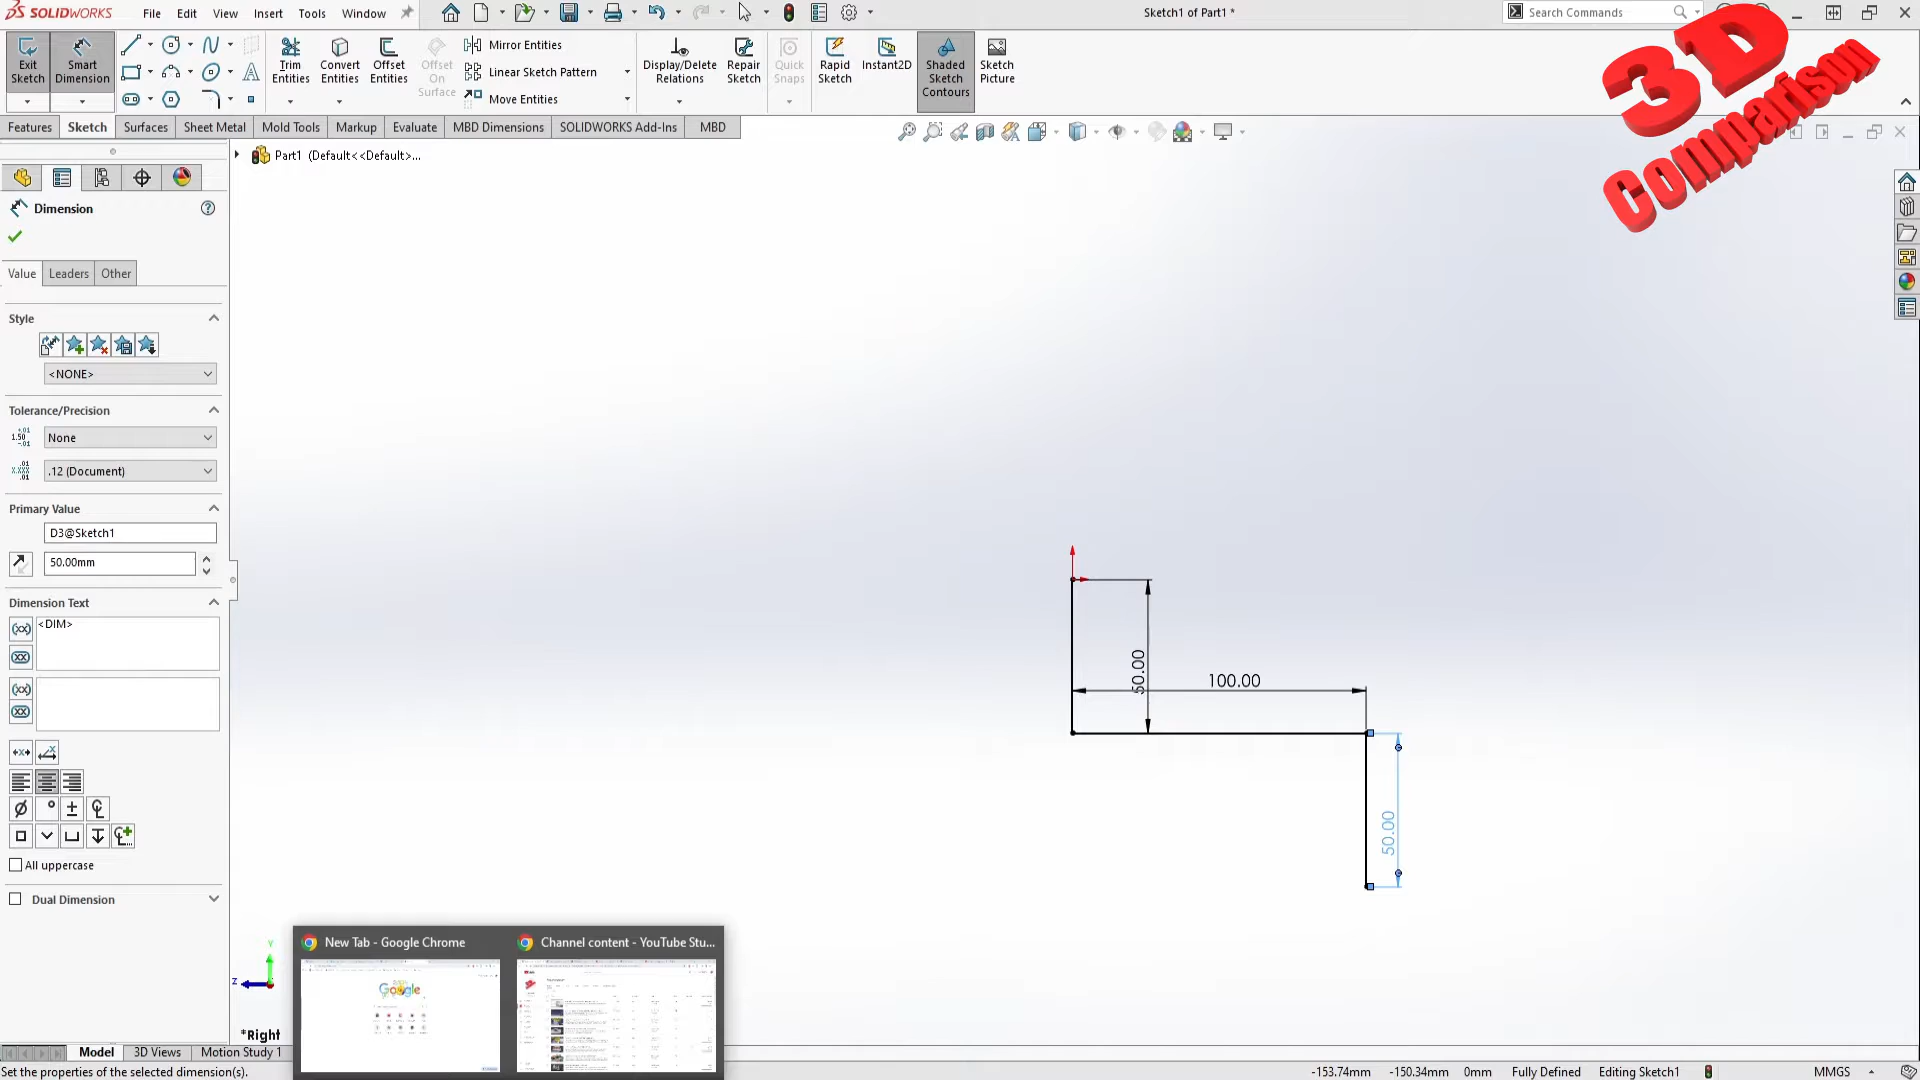 SOLIDWORKS File Edit View Insert Tools Window Sketch1 of Part1 * Search Commands
3D
Comparison
Exit Sketch
Smart Dimension
Trim Entities
Convert Entities
Offset Entities
Offset On Surface
Mirror Entities
Linear Sketch Pattern
Move Entities
Display/Delete Relations
Repair Sketch
Quick Snaps
Rapid Sketch
Instant2D
Shaded Sketch Contours
Sketch Picture
Features Sketch Surfaces Sheet Metal Mold Tools Markup Evaluate MBD Dimensions SOLIDWORKS Add-Ins MBD
Part1 (Default<<Default>...
Dimension
Value Leaders Other
Style
<NONE>
Tolerance/Precision
None
.12 (Document)
Primary Value
D3@Sketch1
50.00mm
Dimension Text
<DIM>
All uppercase
Dual Dimension
50.00
100.00
50.00
Y
Z
*Right
New Tab - Google Chrome
Channel content - YouTube Stu...
Google
Model 3D Views Motion Study 1
Set the properties of the selected dimension(s). -153.74mm -150.34mm 0mm Fully Defined Editing Sketch1 MMGS